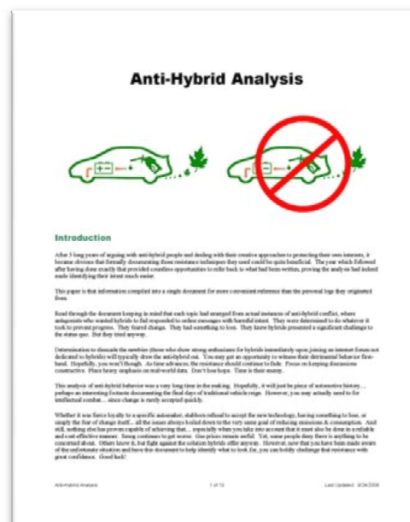 Anti-Hybrid Analysis
Introduction
After 5 long years of arguing with anti-hybrid people and dealing with their creative approaches to protecting their own interests, it
became obvious that formally documenting those resistance techniques they used could be quite beneficial. The year which followed
after having done exactly that provided countless opportunities to refer back to what had been written, proving the analysis had indeed
made identifying their intent much easier.
This paper is that information compiled into a single document for more convenient reference than the personal logs they originated
from.
Read through the document keeping in mind that each topic had emerged from actual instances of anti-hybrid conflict, where
antagonists who wanted hybrids to fail responded to online messages with harmful intent. They were determined to do whatever it
took to prevent progress. They feared change. They had something to lose. They knew hybrids presented a significant challenge to
the status quo. But they tried anyway.
Determination to dissuade the newbies (those who show strong enthusiasm for hybrids immediately upon joining an internet forum not
dedicated to hybrids) will typically draw the anti-hybrid out. You may get an opportunity to witness their detrimental behavior first-
hand. Hopefully, you won't though. As time advances, the resistance should continue to fade. Focus on keeping discussions
constructive. Place heavy emphasis on real-world data. Don't lose hope. Time is their enemy.
This analysis of anti-hybrid behavior was a very long time in the making. Hopefully, it will just be piece of automotive history...
perhaps an interesting footnote documenting the final days of traditional vehicle reign. However, you may actually need to for
intellectual combat... since change is rarely accepted quickly.
Whether it was fierce loyalty to a specific automaker, stubborn refusal to accept the new technology, having something to lose, or
simply the fear of change itself... all the issues always boiled down to the very same goal of reducing emissions & consumption. And
still, nothing else has proven capable of achieving that... especially when you take into account that it must also be done in a reliable
and cost-effective manner. Smog continues to get worse. Gas prices remain awful. Yet, some people deny there is anything to be
concerned about. Others know it, but fight against the solution hybrids offer anyway. However, now that you have been made aware
of the unfortunate situation and have this document to help identify what to look for, you can boldly challenge that resistance with
great confidence. Good luck!
Anti-Hybrid Analysis
1 of 12
Last Updated: